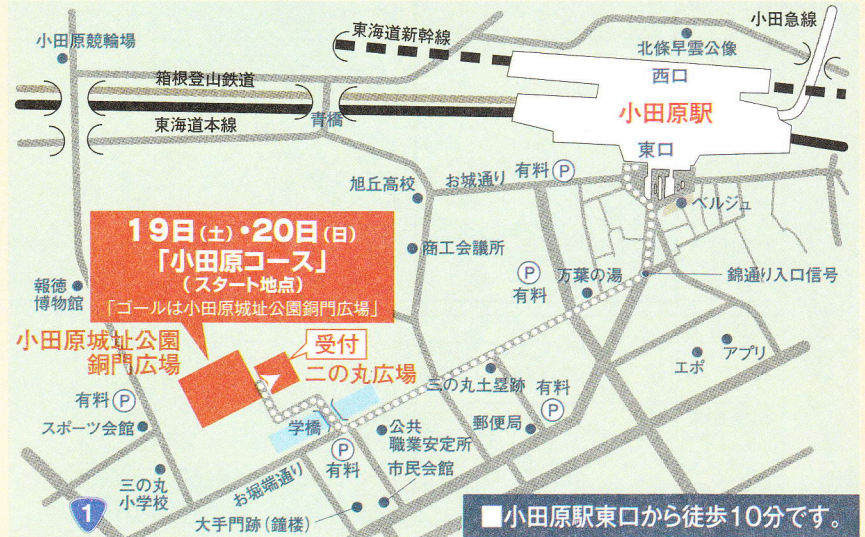 小田急線
東海道新幹線
小田原競輪場
北條早雲公像
西口
箱根登山鉄道
小田原駅
東海道本線
青橋
東口
旭丘高校
お城通り
有料 P
ベルジュ
19日(土)・20日(日)
「小田原コース」
(スタート地点)
「ゴールは小田原城址公園銅門広場」
商工会議所
P
有料
万葉の湯
錦通り入口信号
報徳
博物館
小田原城址公園
銅門広場
受付
二の丸広場
アプリ
エポ
三の丸土塁跡
有料
P
有料 P
スポーツ会館
学橋
公共
職業安定所
郵便局
P
有料
市民会館
三の丸
小学校
お堀端通り
1
大手門跡(鐘楼)
■小田原駅東口から徒歩10分です。